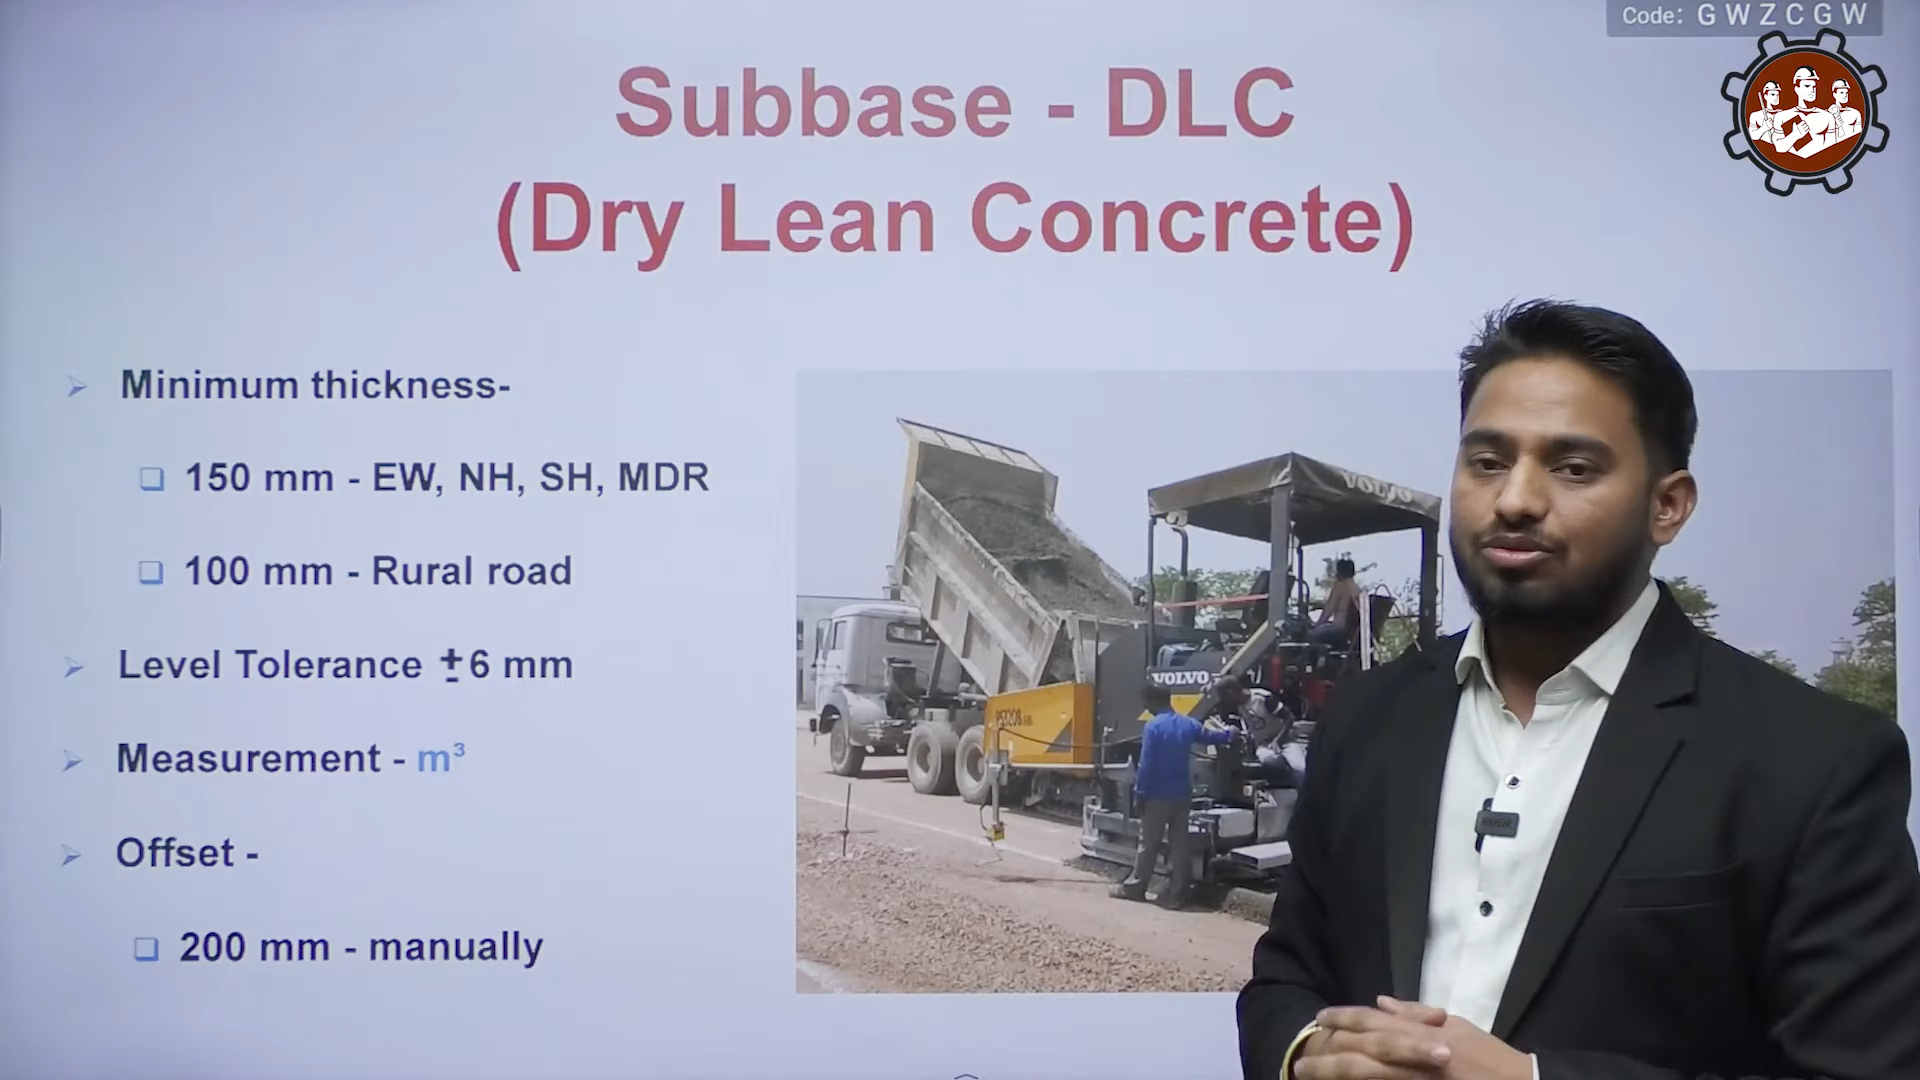 Code: GWZCGW
Subbase - DLC
(Dry Lean Concrete)
Minimum thickness-
150 mm - EW, NH, SH, MDR
100 mm - Rural road
Level Tolerance ±6 mm
Measurement - m³
Offset -
200 mm - manually
VOLVO
VOLVO